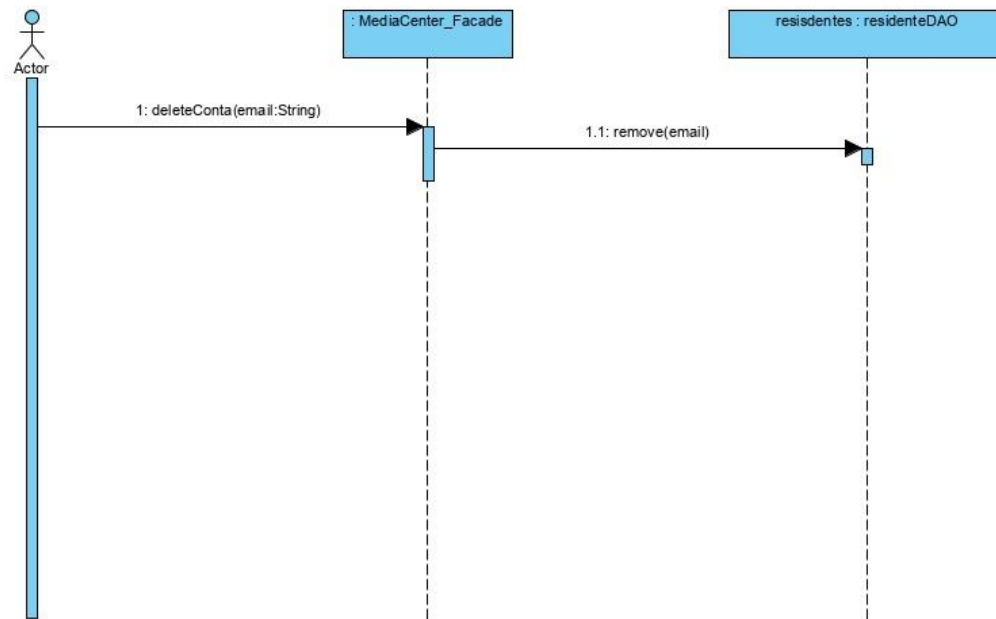 : MediaCenter_Facade
resisdentes : residenteDAO
Actor
1: deleteConta(email:String)
1.1: remove(email)